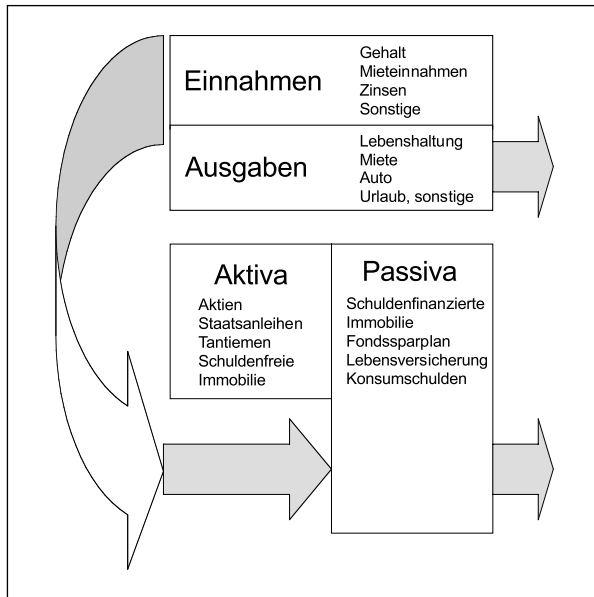 Einnahmen
Gehalt
Mieteinnahmen
Zinsen
Sonstige
Ausgaben
Lebenshaltung
Miete
Auto
Urlaub, sonstige
Aktiva
Aktien
Staatsanleihen
Tantiemen
Schuldenfreie
Immobilie
Passiva
Schuldenfinanzierte
Immobilie
Fondssparplan
Lebensversicherung
Konsumschulden